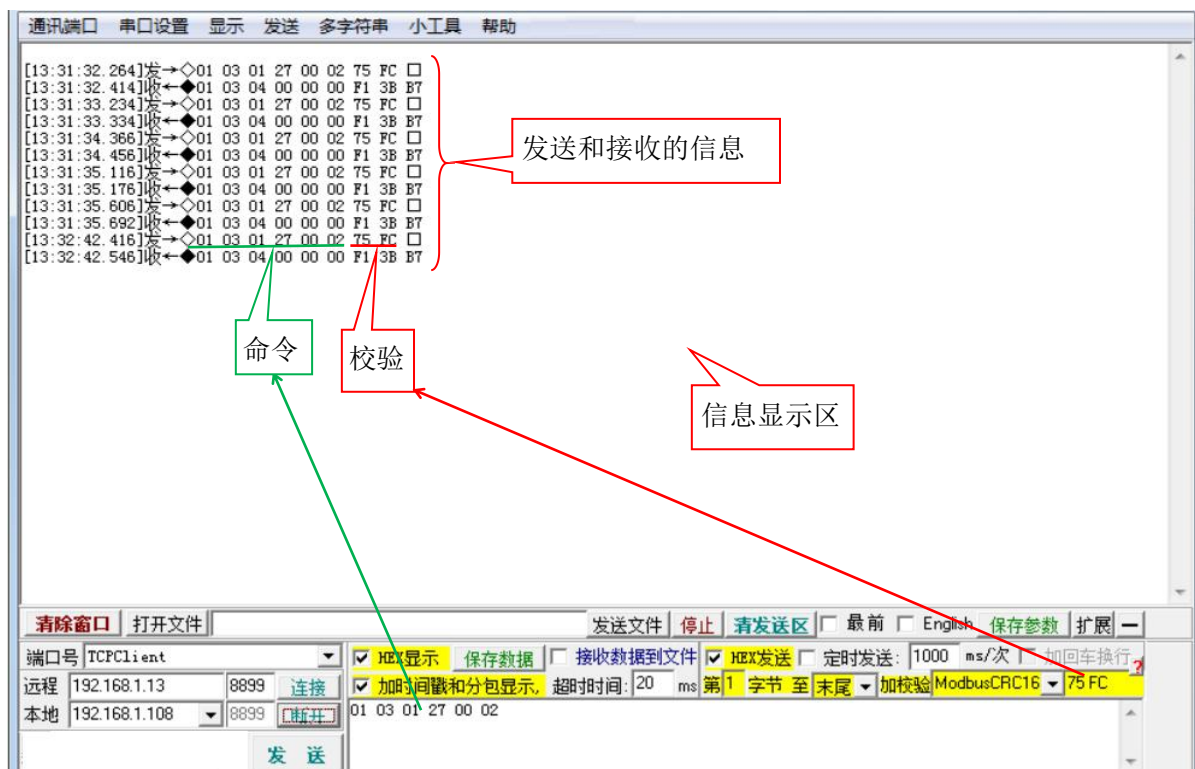 通讯端口 串口设置 显示 发送 多字符串 小工具 帮助
[13:31:32.264]发→◇01 03 01 27 00 02 75 FC □
[13:31:32.414]收←◆01 03 04 00 00 00 F1 3B B7
[13:31:33.234]发→◇01 03 01 27 00 02 75 FC □
[13:31:33.334]收←◆01 03 04 00 00 00 F1 3B B7
[13:31:34.366]发→◇01 03 01 27 00 02 75 FC □
[13:31:34.456]收←◆01 03 04 00 00 00 F1 3B B7
[13:31:35.116]发→◇01 03 01 27 00 02 75 FC □
[13:31:35.176]收←◆01 03 04 00 00 00 F1 3B B7
[13:31:35.606]发→◇01 03 01 27 00 02 75 FC □
[13:31:35.692]收←◆01 03 04 00 00 00 F1 3B B7
[13:32:42.416]发→◇01 03 01 27 00 02 75 FC □
[13:32:42.546]收←◆01 03 04 00 00 00 F1 3B B7
发送和接收的信息
命令
校验
信息显示区
清除窗口 打开文件 发送文件 停止 清发送区 最前 English 保存参数 扩展 —
端口号 TCPClient HEX显示 保存数据 接收数据到文件 HEX发送 定时发送: 1000 ms/次 加回车换行 ?
远程 192.168.1.13 8899 连接 加时间戳和分包显示, 超时时间: 20 ms 第1 字节 至 末尾 加校验 ModbusCRC16 75 FC
本地 192.168.1.108 8899 断开 01 03 01 27 00 02
发 送